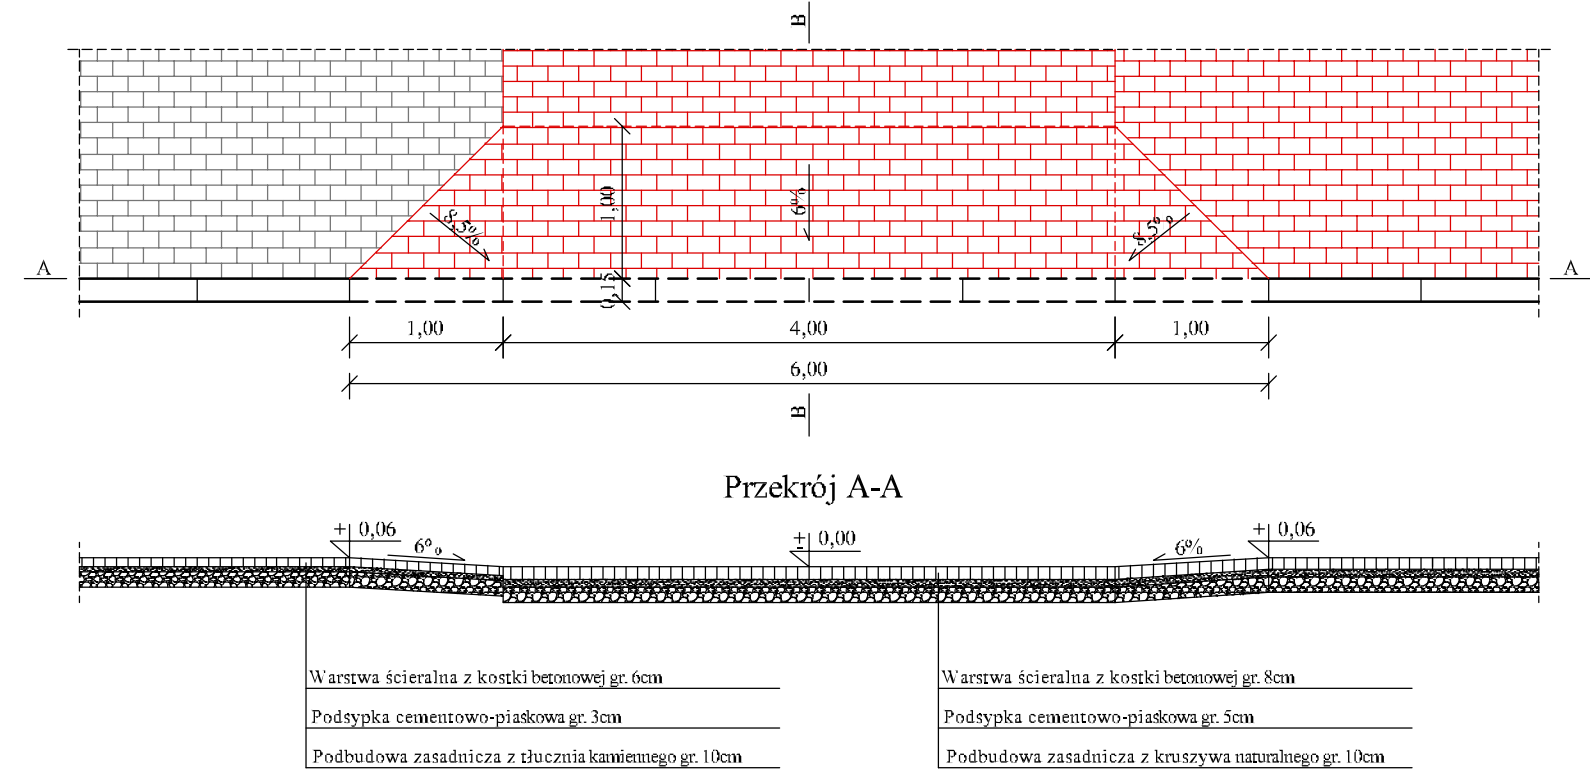 B
1,00
6%
8,5%
8,5%
A
A
0,15
1,00
4,00
1,00
6,00
B
Przekrój A-A
+ 0,06
6%
± 0,00
6%
+ 0,06
Warstwa ścieralna z kostki betonowej gr. 6cm
Podsypka cementowo-piaskowa gr. 3cm
Podbudowa zasadnicza z tłucznia kamiennego gr. 10cm
Warstwa ścieralna z kostki betonowej gr. 8cm
Podsypka cementowo-piaskowa gr. 5cm
Podbudowa zasadnicza z kruszywa naturalnego gr. 10cm